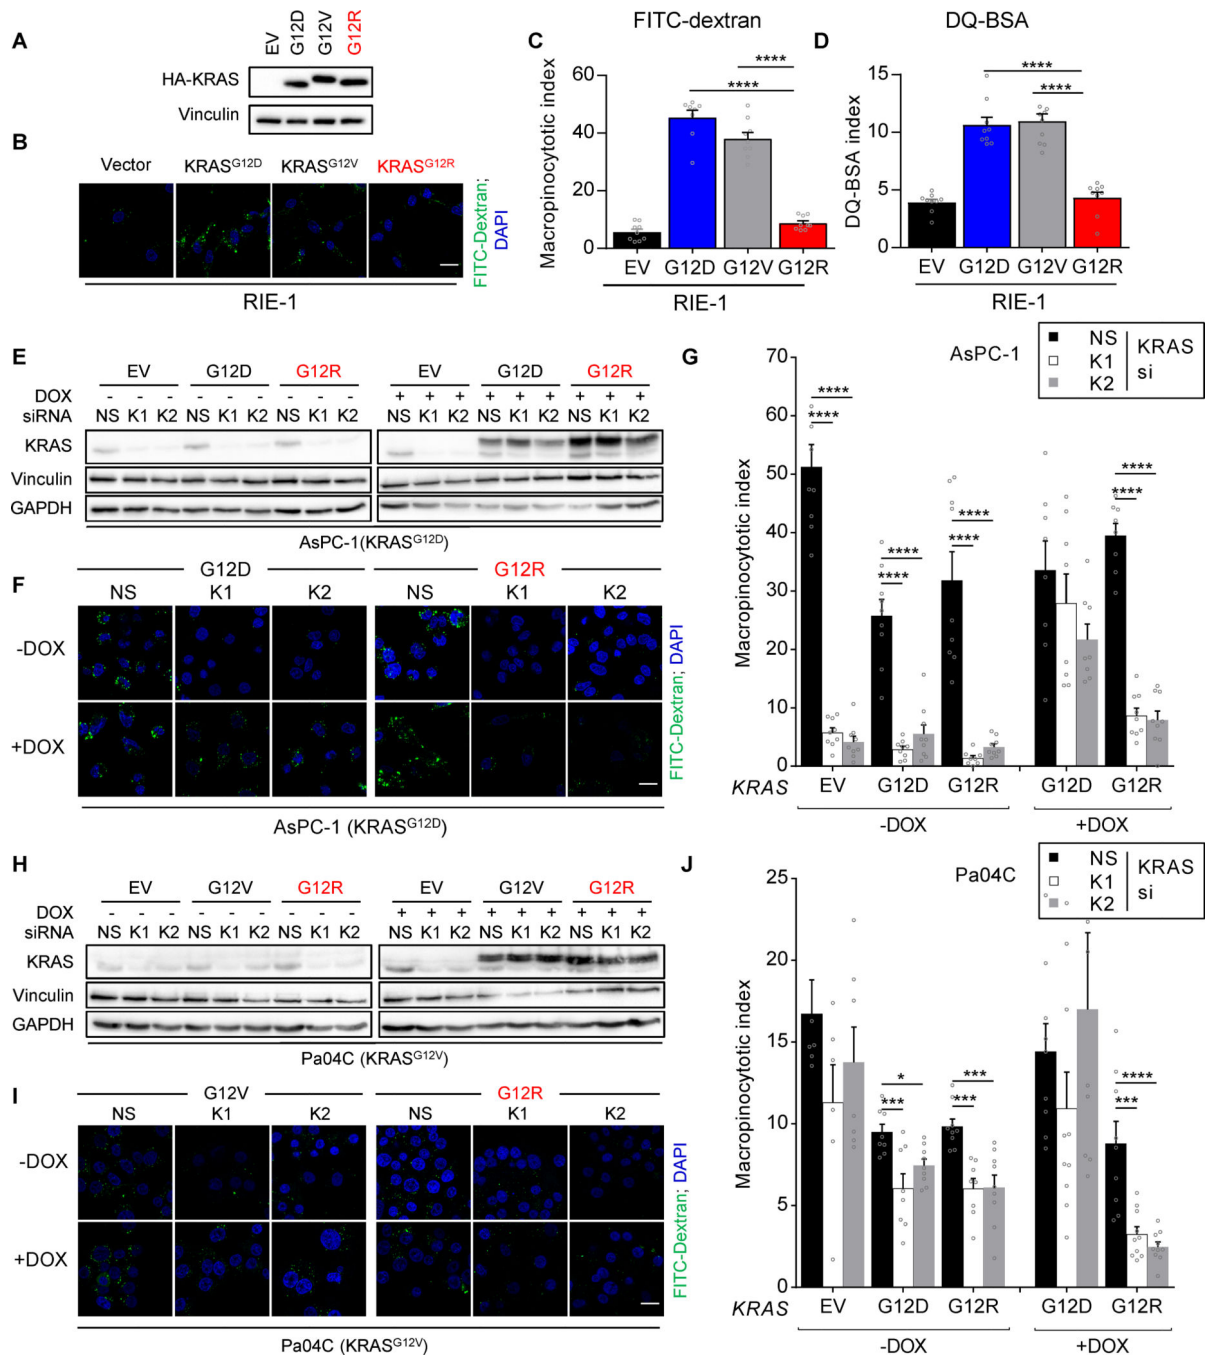 A
EV
G12D
G12V
G12R
HA-KRAS
Vinculin
B
Vector
KRASG12D
KRASG12V
KRASG12R
FITC-Dextran;
DAPI
RIE-1
C
FITC-dextran
Macropinocytotic index
60
40
20
0
****
****
EV G12D G12V G12R
RIE-1
D
DQ-BSA
DQ-BSA index
15
10
5
0
****
****
EV G12D G12V G12R
RIE-1
E
EV G12D G12R EV G12D G12R
DOX - - - - - - - - - + + + + + + + + +
siRNA NS K1 K2 NS K1 K2 NS K1 K2 NS K1 K2 NS K1 K2 NS K1 K2
KRAS
Vinculin
GAPDH
AsPC-1(KRASG12D)
F
G12D G12R
NS K1 K2 NS K1 K2
-DOX
+DOX
FITC-Dextran; DAPI
AsPC-1 (KRASG12D)
G
AsPC-1
NS
K1
K2
KRAS
si
Macropinocytotic index
70
60
50
40
30
20
10
0
****
****
****
****
****
****
****
****
KRAS EV G12D G12R G12D G12R
-DOX +DOX
H
EV G12V G12R EV G12V G12R
DOX - - - - - - - - - + + + + + + + + +
siRNA NS K1 K2 NS K1 K2 NS K1 K2 NS K1 K2 NS K1 K2 NS K1 K2
KRAS
Vinculin
GAPDH
Pa04C (KRASG12V)
I
G12V G12R
NS K1 K2 NS K1 K2
-DOX
+DOX
FITC-Dextran; DAPI
Pa04C (KRASG12V)
J
Pa04C
NS
K1
K2
KRAS
si
Macropinocytotic index
25
20
15
10
5
0
*
***
***
***
****
***
KRAS EV G12D G12R G12D G12R
-DOX +DOX